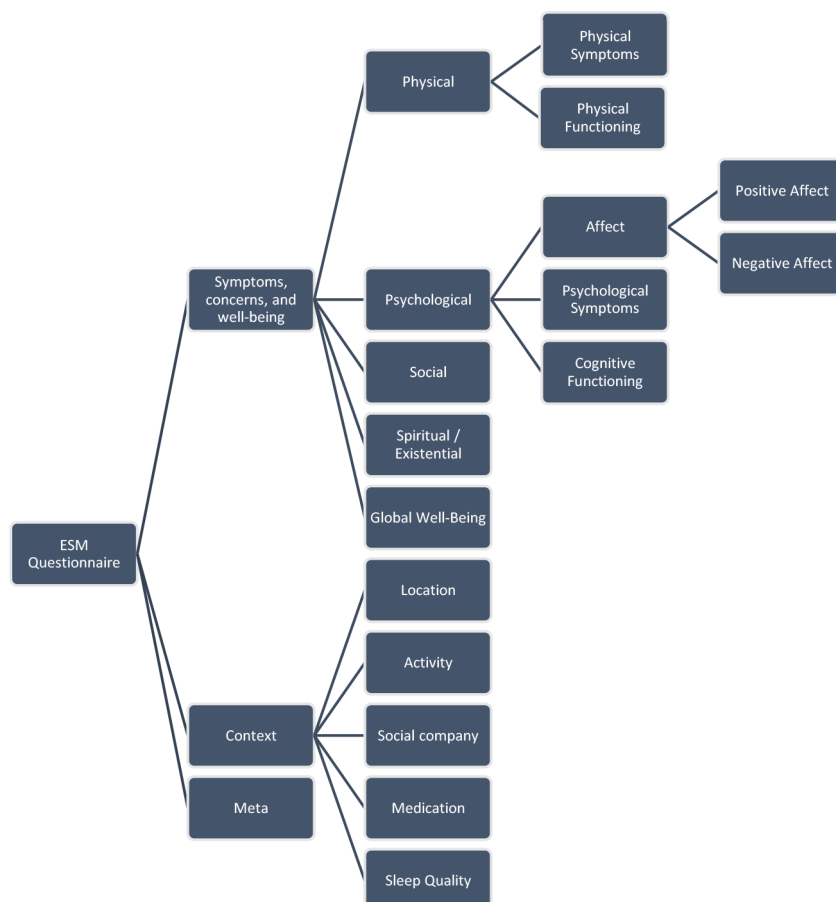 Physical
Symptoms
Physical
Physical
Functioning
Positive Affect
Affect
Negative Affect
Symptoms,
concerns, and
well-being
Psychological
Psychological
Symptoms
Social
Cognitive
Functioning
Spiritual /
Existential
Global Well-Being
ESM
Questionnaire
Location
Activity
Context
Social company
Meta
Medication
Sleep Quality